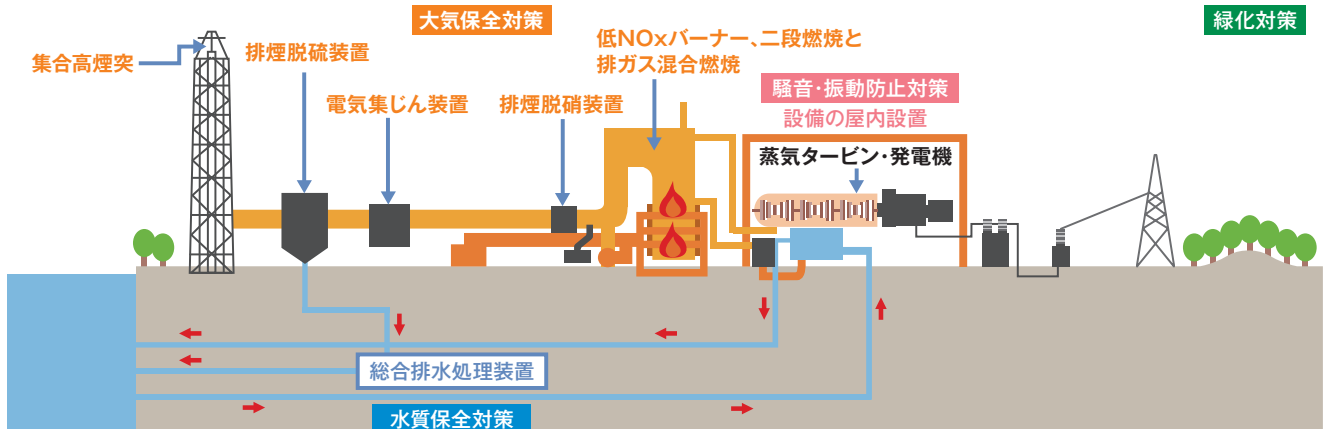 大気保全対策
緑化対策
集合高煙突
排煙脱硫装置
電気集じん装置
排煙脱硝装置
低NOxバーナー、二段燃焼と
排ガス混合燃焼
騒音・振動防止対策
設備の屋内設置
蒸気タービン・発電機
総合排水処理装置
水質保全対策